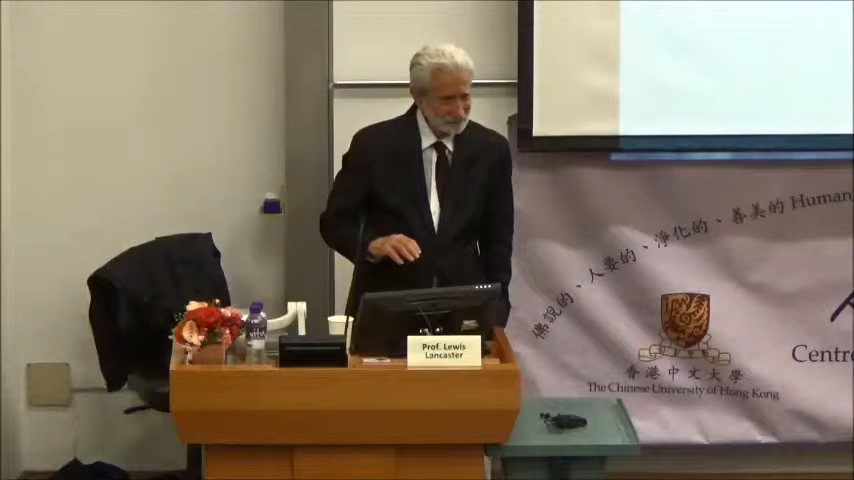 佛說的、人要的、淨化的、善美的 Human
香港中文大學
The Chinese University of Hong Kong
Centre
Prof. Lewis
Lancaster